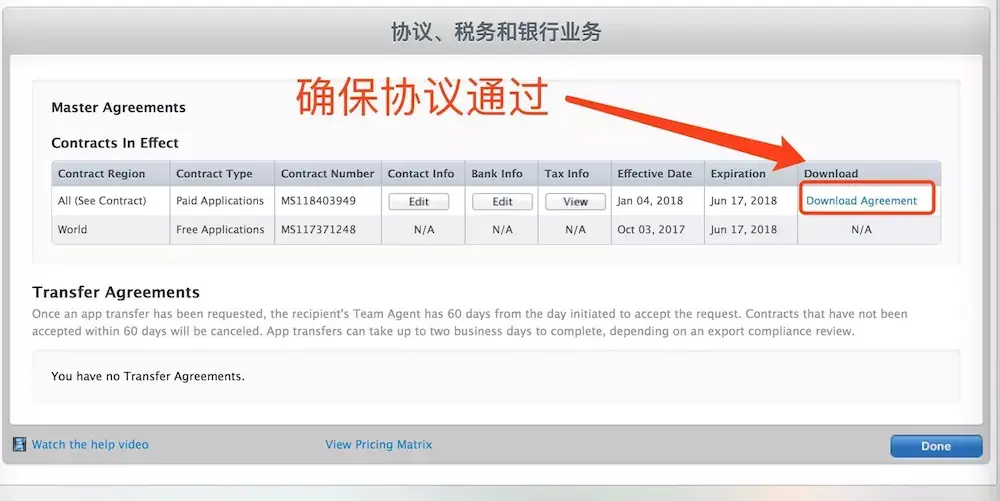 协议、税务和银行业务
确保协议通过
Master Agreements
Contracts In Effect
Contract Region Contract Type Contract Number Contact Info Bank Info Tax Info Effective Date Expiration Download
All (See Contract) Paid Applications MS118403949 Edit Edit View Jan 04, 2018 Jun 17, 2018 Download Agreement
World Free Applications MS117371248 N/A N/A N/A Oct 03, 2017 Jun 17, 2018 N/A
Transfer Agreements
Once an app transfer has been requested, the recipient's Team Agent has 60 days from the day initiated to accept the request. Contracts that have not been
accepted within 60 days will be canceled. App transfers can take up to two business days to complete, depending on an export compliance review.
You have no Transfer Agreements.
Watch the help video View Pricing Matrix Done